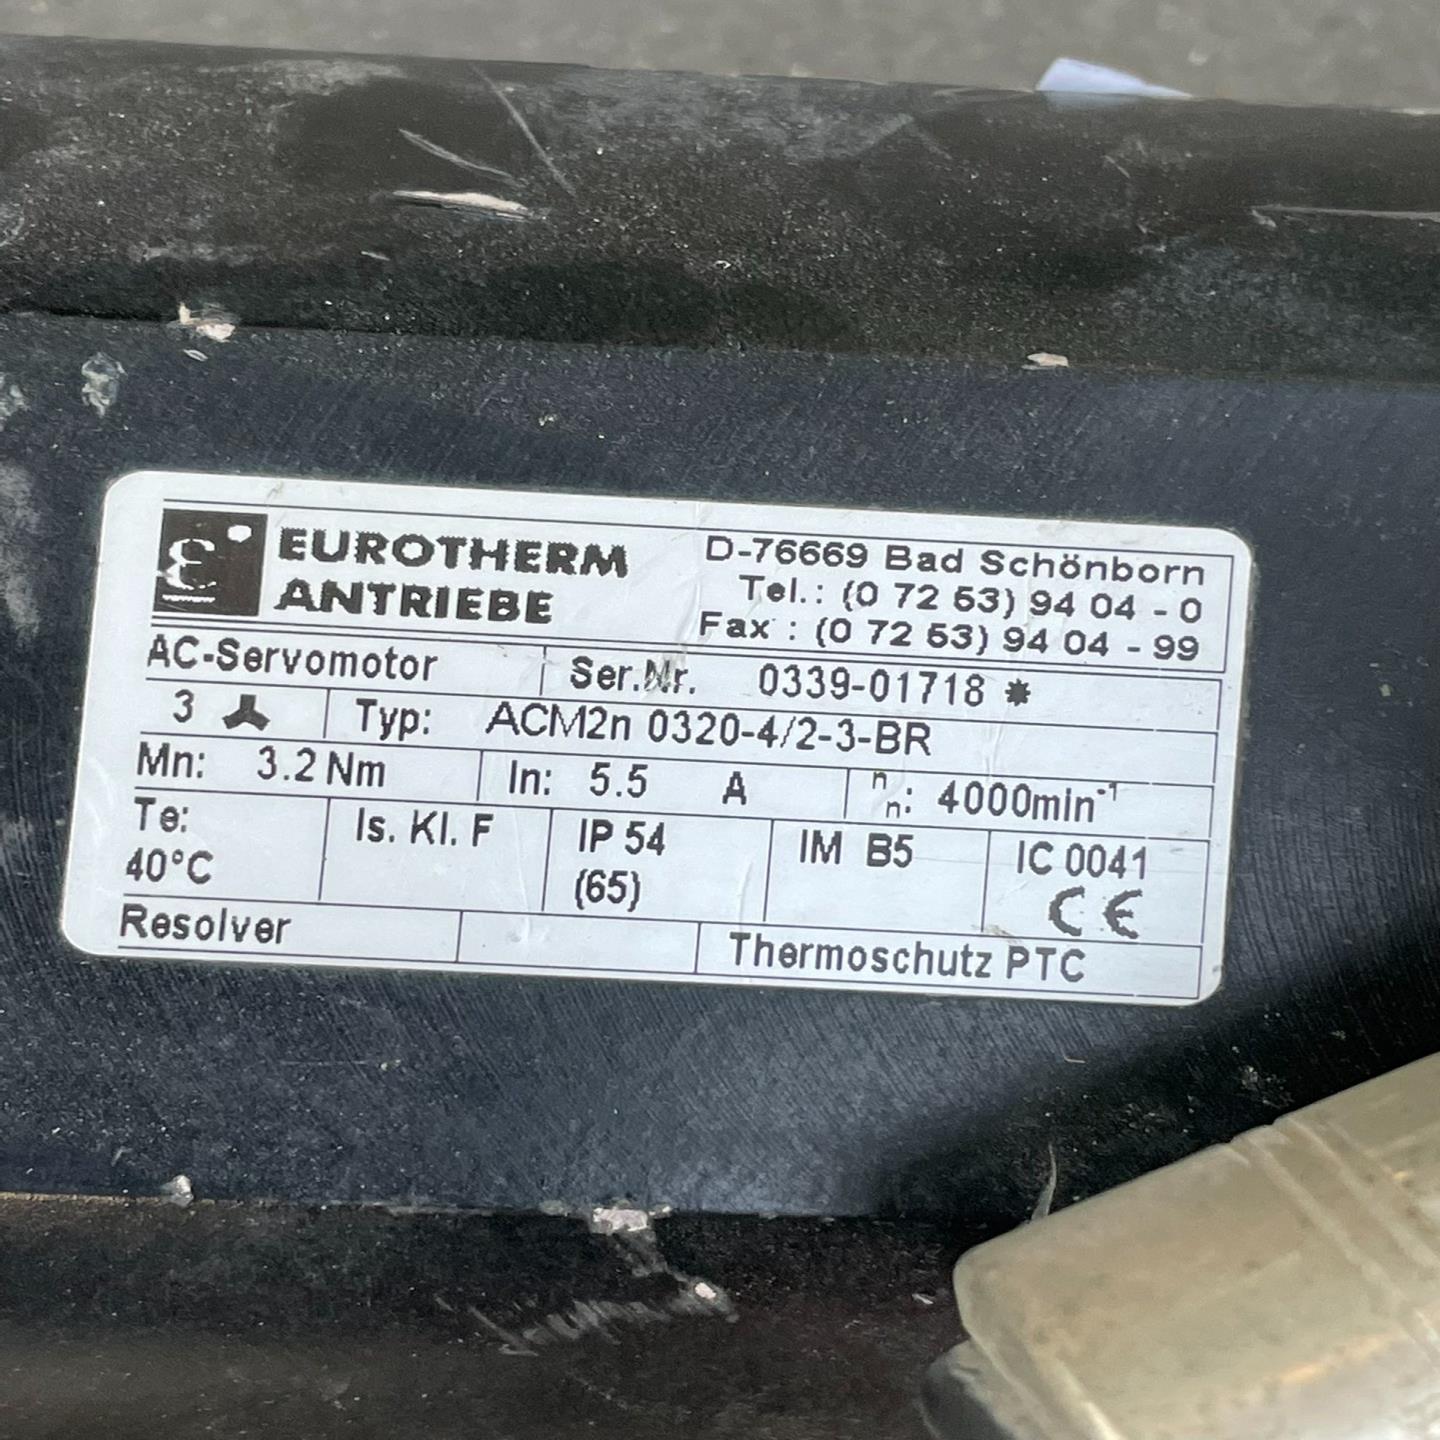 EUROTHERM
ANTRIEBE
D-76669 Bad Schönborn
Tel.: (0 72 53) 94 04 - 0
Fax : (0 72 53) 94 04 - 99
AC-Servomotor Ser.Nr. 0339-01718 *
3 Typ: ACM2n 0320-4/2-3-BR
Mn: 3.2 Nm In: 5.5 A n n: 4000min⁻¹
Te: 40°C Is. Kl. F IP 54 (65) IM B5 IC 0041 CE
Resolver Thermoschutz PTC